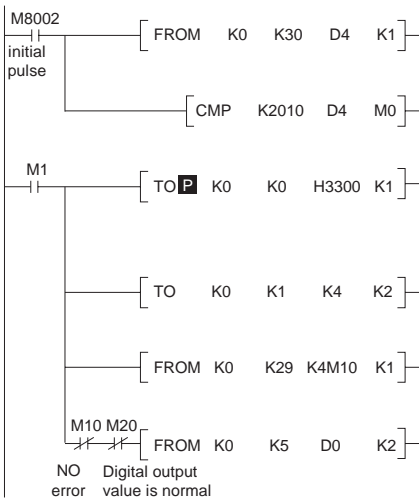 M8002
FROM K0 K30 D4 K1
initial
pulse
CMP K2010 D4 M0
M1
TO P K0 K0 H3300 K1
TO K0 K1 K4 K2
FROM K0 K29 K4M10 K1
M10 M20
FROM K0 K5 D0 K2
NO Digital output
error value is normal